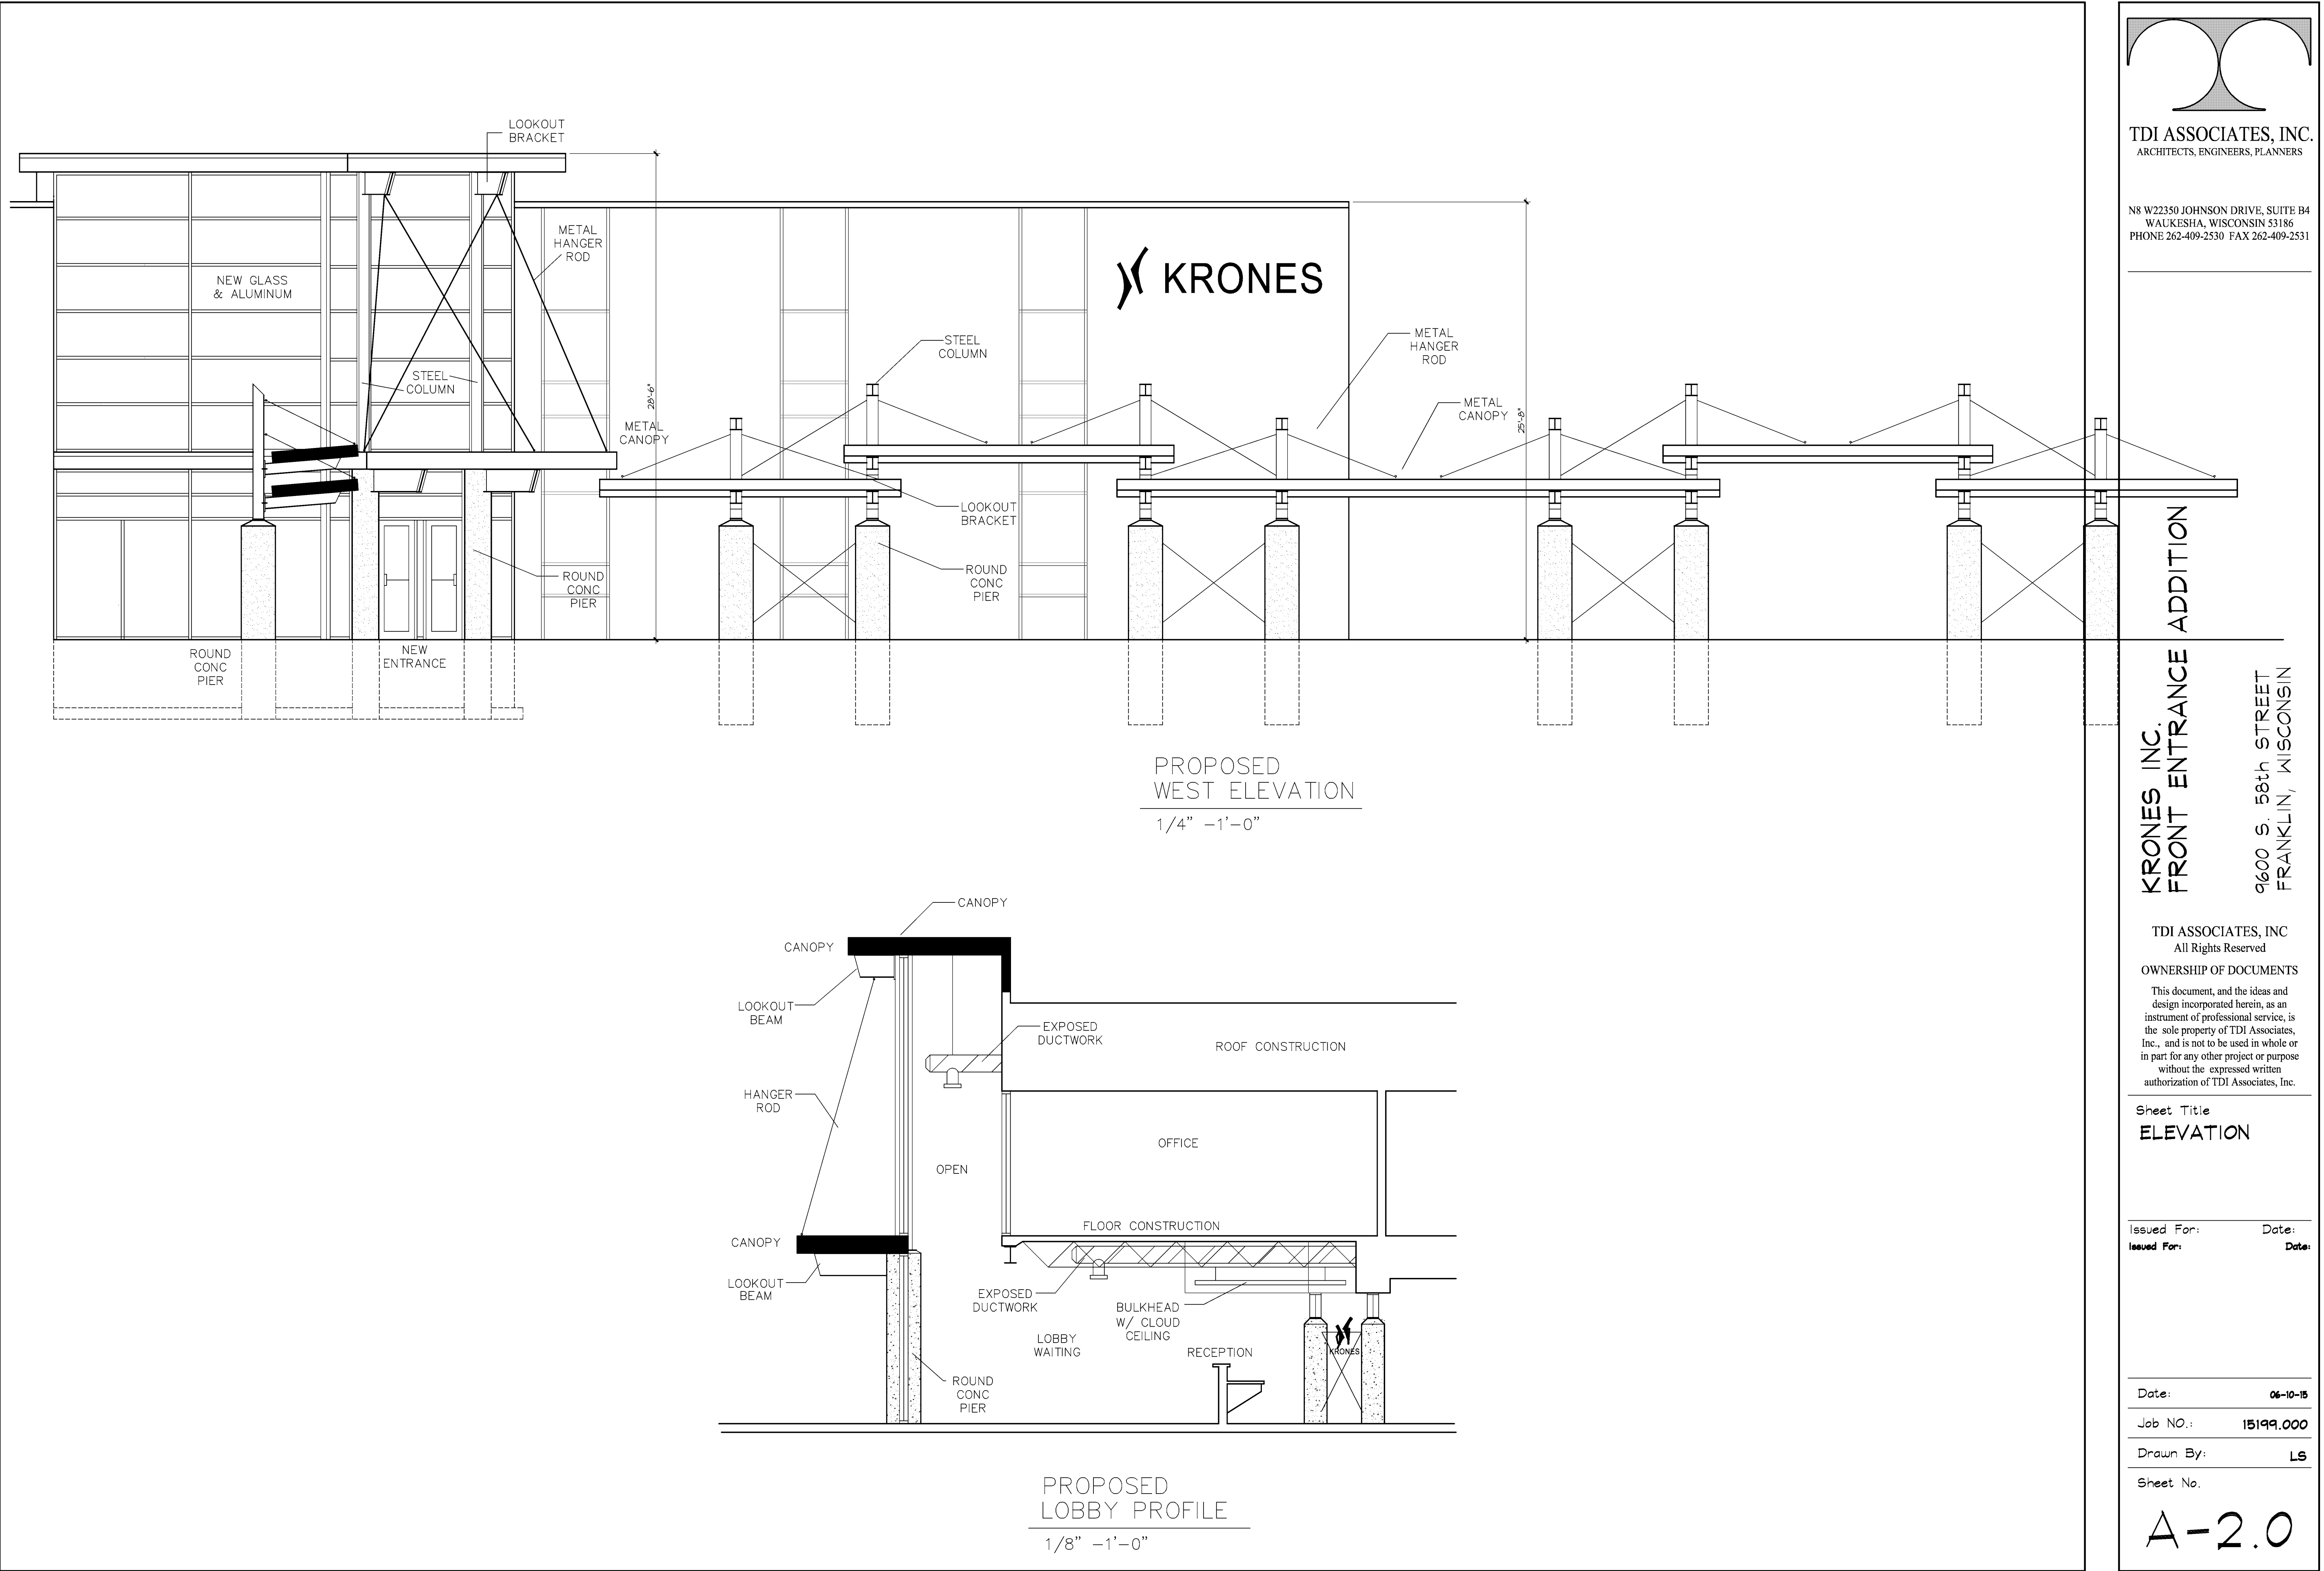 LOOKOUT
BRACKET
METAL
HANGER
ROD
NEW GLASS
& ALUMINUM
KRONES
STEEL
COLUMN
METAL
HANGER
ROD
STEEL
COLUMN
28'-6"
METAL
CANOPY
METAL
CANOPY
25'-8"
LOOKOUT
BRACKET
ROUND
CONC
PIER
ROUND
CONC
PIER
ROUND
CONC
PIER
NEW
ENTRANCE
PROPOSED
WEST ELEVATION
1/4" -1'-0"
CANOPY
CANOPY
LOOKOUT
BEAM
EXPOSED
DUCTWORK
ROOF CONSTRUCTION
HANGER
ROD
OFFICE
OPEN
FLOOR CONSTRUCTION
CANOPY
LOOKOUT
BEAM
EXPOSED
DUCTWORK
BULKHEAD
W/ CLOUD
CEILING
LOBBY
WAITING
RECEPTION
KRONES
ROUND
CONC
PIER
PROPOSED
LOBBY PROFILE
1/8" -1'-0"
TDI ASSOCIATES, INC.
ARCHITECTS, ENGINEERS, PLANNERS
N8 W22350 JOHNSON DRIVE, SUITE B4
WAUKESHA, WISCONSIN 53186
PHONE 262-409-2530 FAX 262-409-2531
KRONES INC.
FRONT ENTRANCE ADDITION
9600 S. 58th STREET
FRANKLIN, WISCONSIN
TDI ASSOCIATES, INC
All Rights Reserved
OWNERSHIP OF DOCUMENTS
This document, and the ideas and
design incorporated herein, as an
instrument of professional service, is
the sole property of TDI Associates,
Inc., and is not to be used in whole or
in part for any other project or purpose
without the expressed written
authorization of TDI Associates, Inc.
Sheet Title
ELEVATION
Issued For: Date:
Issued For: Date:
Date: 06-10-15
Job NO.: 15199.000
Drawn By: LS
Sheet No.
A-2.0